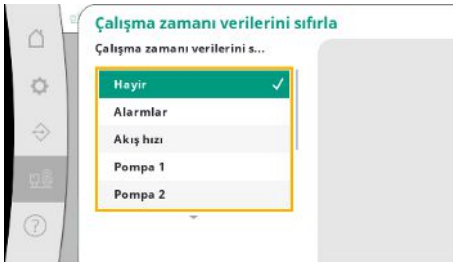 Çalışma zamanı verilerini sıfırla
Çalışma zamanı verilerini s...
Hayir
Alarmlar
Akış hızı
Pompa 1
Pompa 2
?